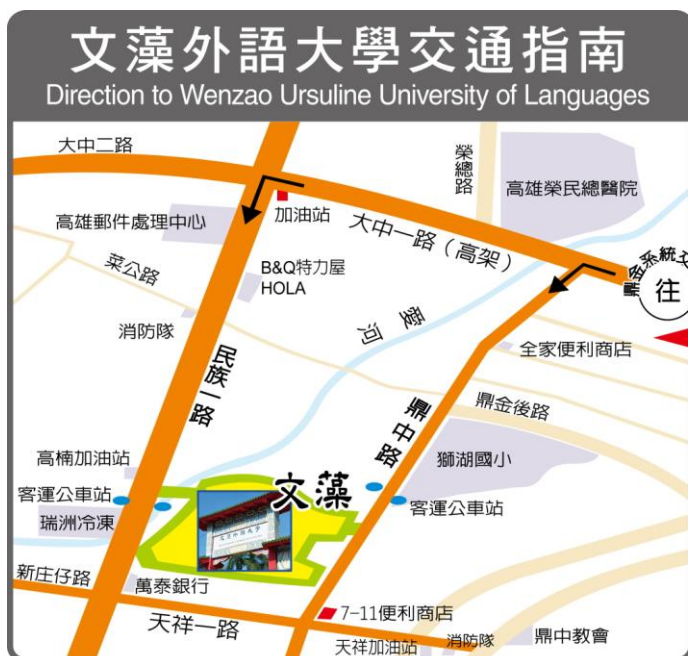 文藻外語大學交通指南
Direction to Wenzao Ursuline University of Languages
大中二路
榮總路
高雄榮民總醫院
加油站
高雄郵件處理中心
大中一路（高架）
鼎金系統交
往
菜公路
B&Q特力屋
HOLA
愛河
消防隊
全家便利商店
民族一路
鼎中路
鼎金後路
獅湖國小
高楠加油站
文藻
客運公車站
客運公車站
瑞洲冷凍
新庄仔路
萬泰銀行
天祥一路
7-11便利商店
天祥加油站
消防隊
鼎中教會